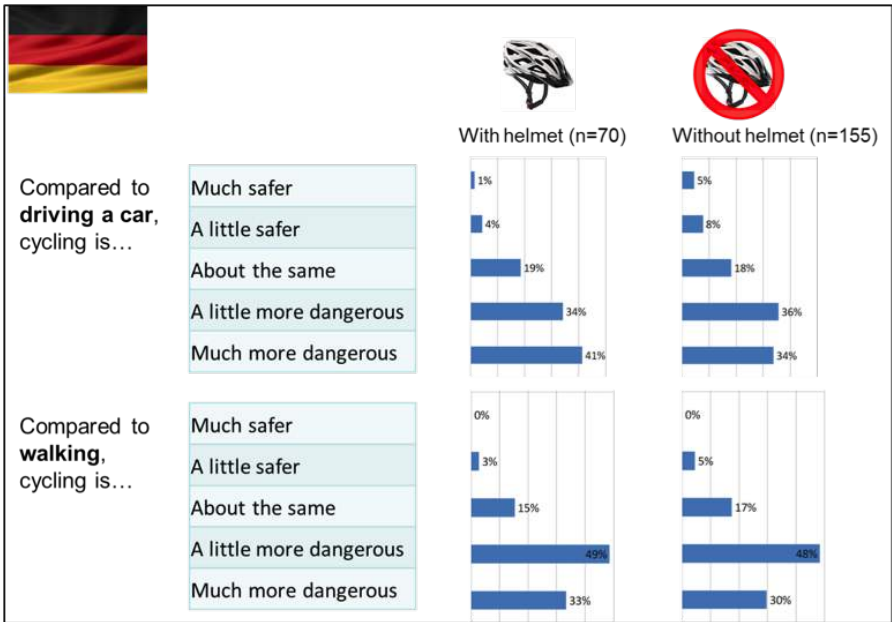 With helmet (n=70)
Without helmet (n=155)
Compared to
driving a car,
cycling is…
Much safer
1%
5%
A little safer
4%
8%
About the same
19%
18%
A little more dangerous
34%
36%
Much more dangerous
41%
34%
Compared to
walking,
cycling is…
Much safer
0%
0%
A little safer
3%
5%
About the same
15%
17%
A little more dangerous
49%
48%
Much more dangerous
33%
30%